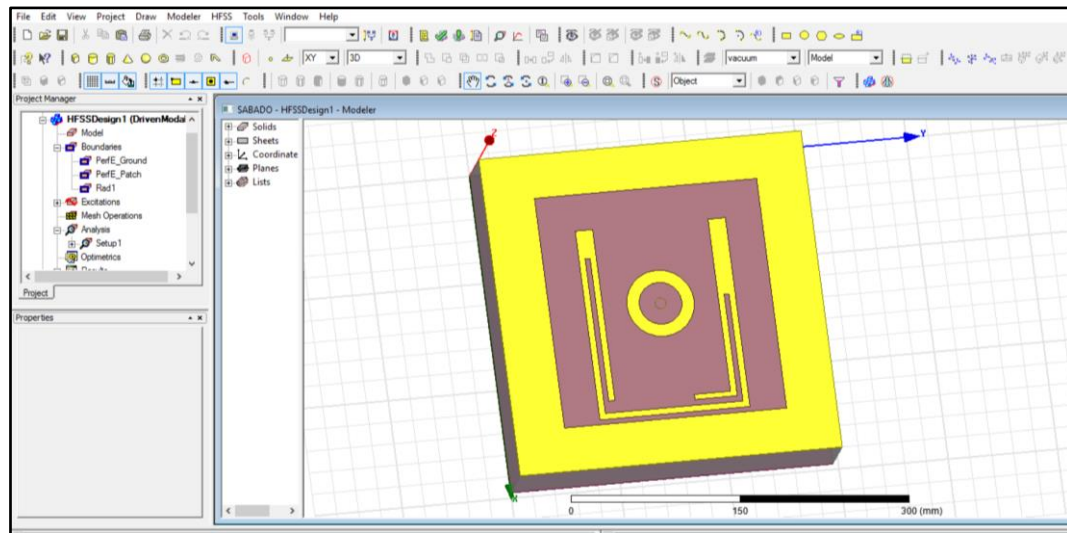 File Edit View Project Draw Modeler HFSS Tools Window Help
XY 3D vacuum Model
Object
Project Manager
HFSSDesign1 (DrivenModal
Model
Boundaries
PerfE_Ground
PerfE_Patch
Rad1
Excitations
Mesh Operations
Analysis
Setup1
Optimetrics
Project
Properties
SABADO - HFSSDesign1 - Modeler
Solids
Sheets
Coordinate
Planes
Lists
Z
Y
X
0 150 300 (mm)